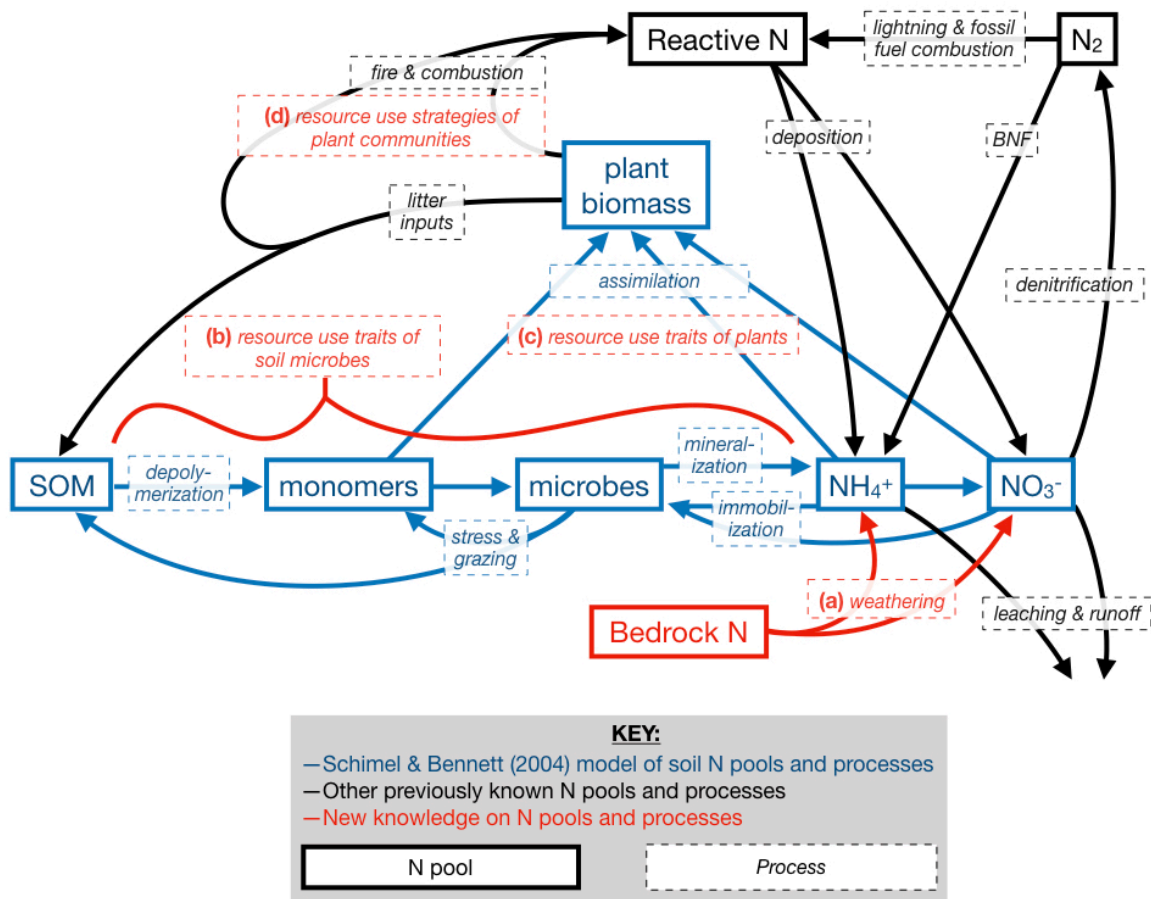 Reactive N
lightning & fossil
fuel combustion
N2
fire & combustion
(d) resource use strategies of
plant communities
deposition
BNF
plant
biomass
litter
inputs
assimilation
denitrification
(b) resource use traits of
soil microbes
(c) resource use traits of plants
SOM
depoly-
merization
monomers
microbes
mineral-
ization
immobil-
ization
NH4+
NO3-
stress &
grazing
Bedrock N
(a) weathering
leaching & runoff
KEY:
—Schimel & Bennett (2004) model of soil N pools and processes
—Other previously known N pools and processes
—New knowledge on N pools and processes
N pool
Process